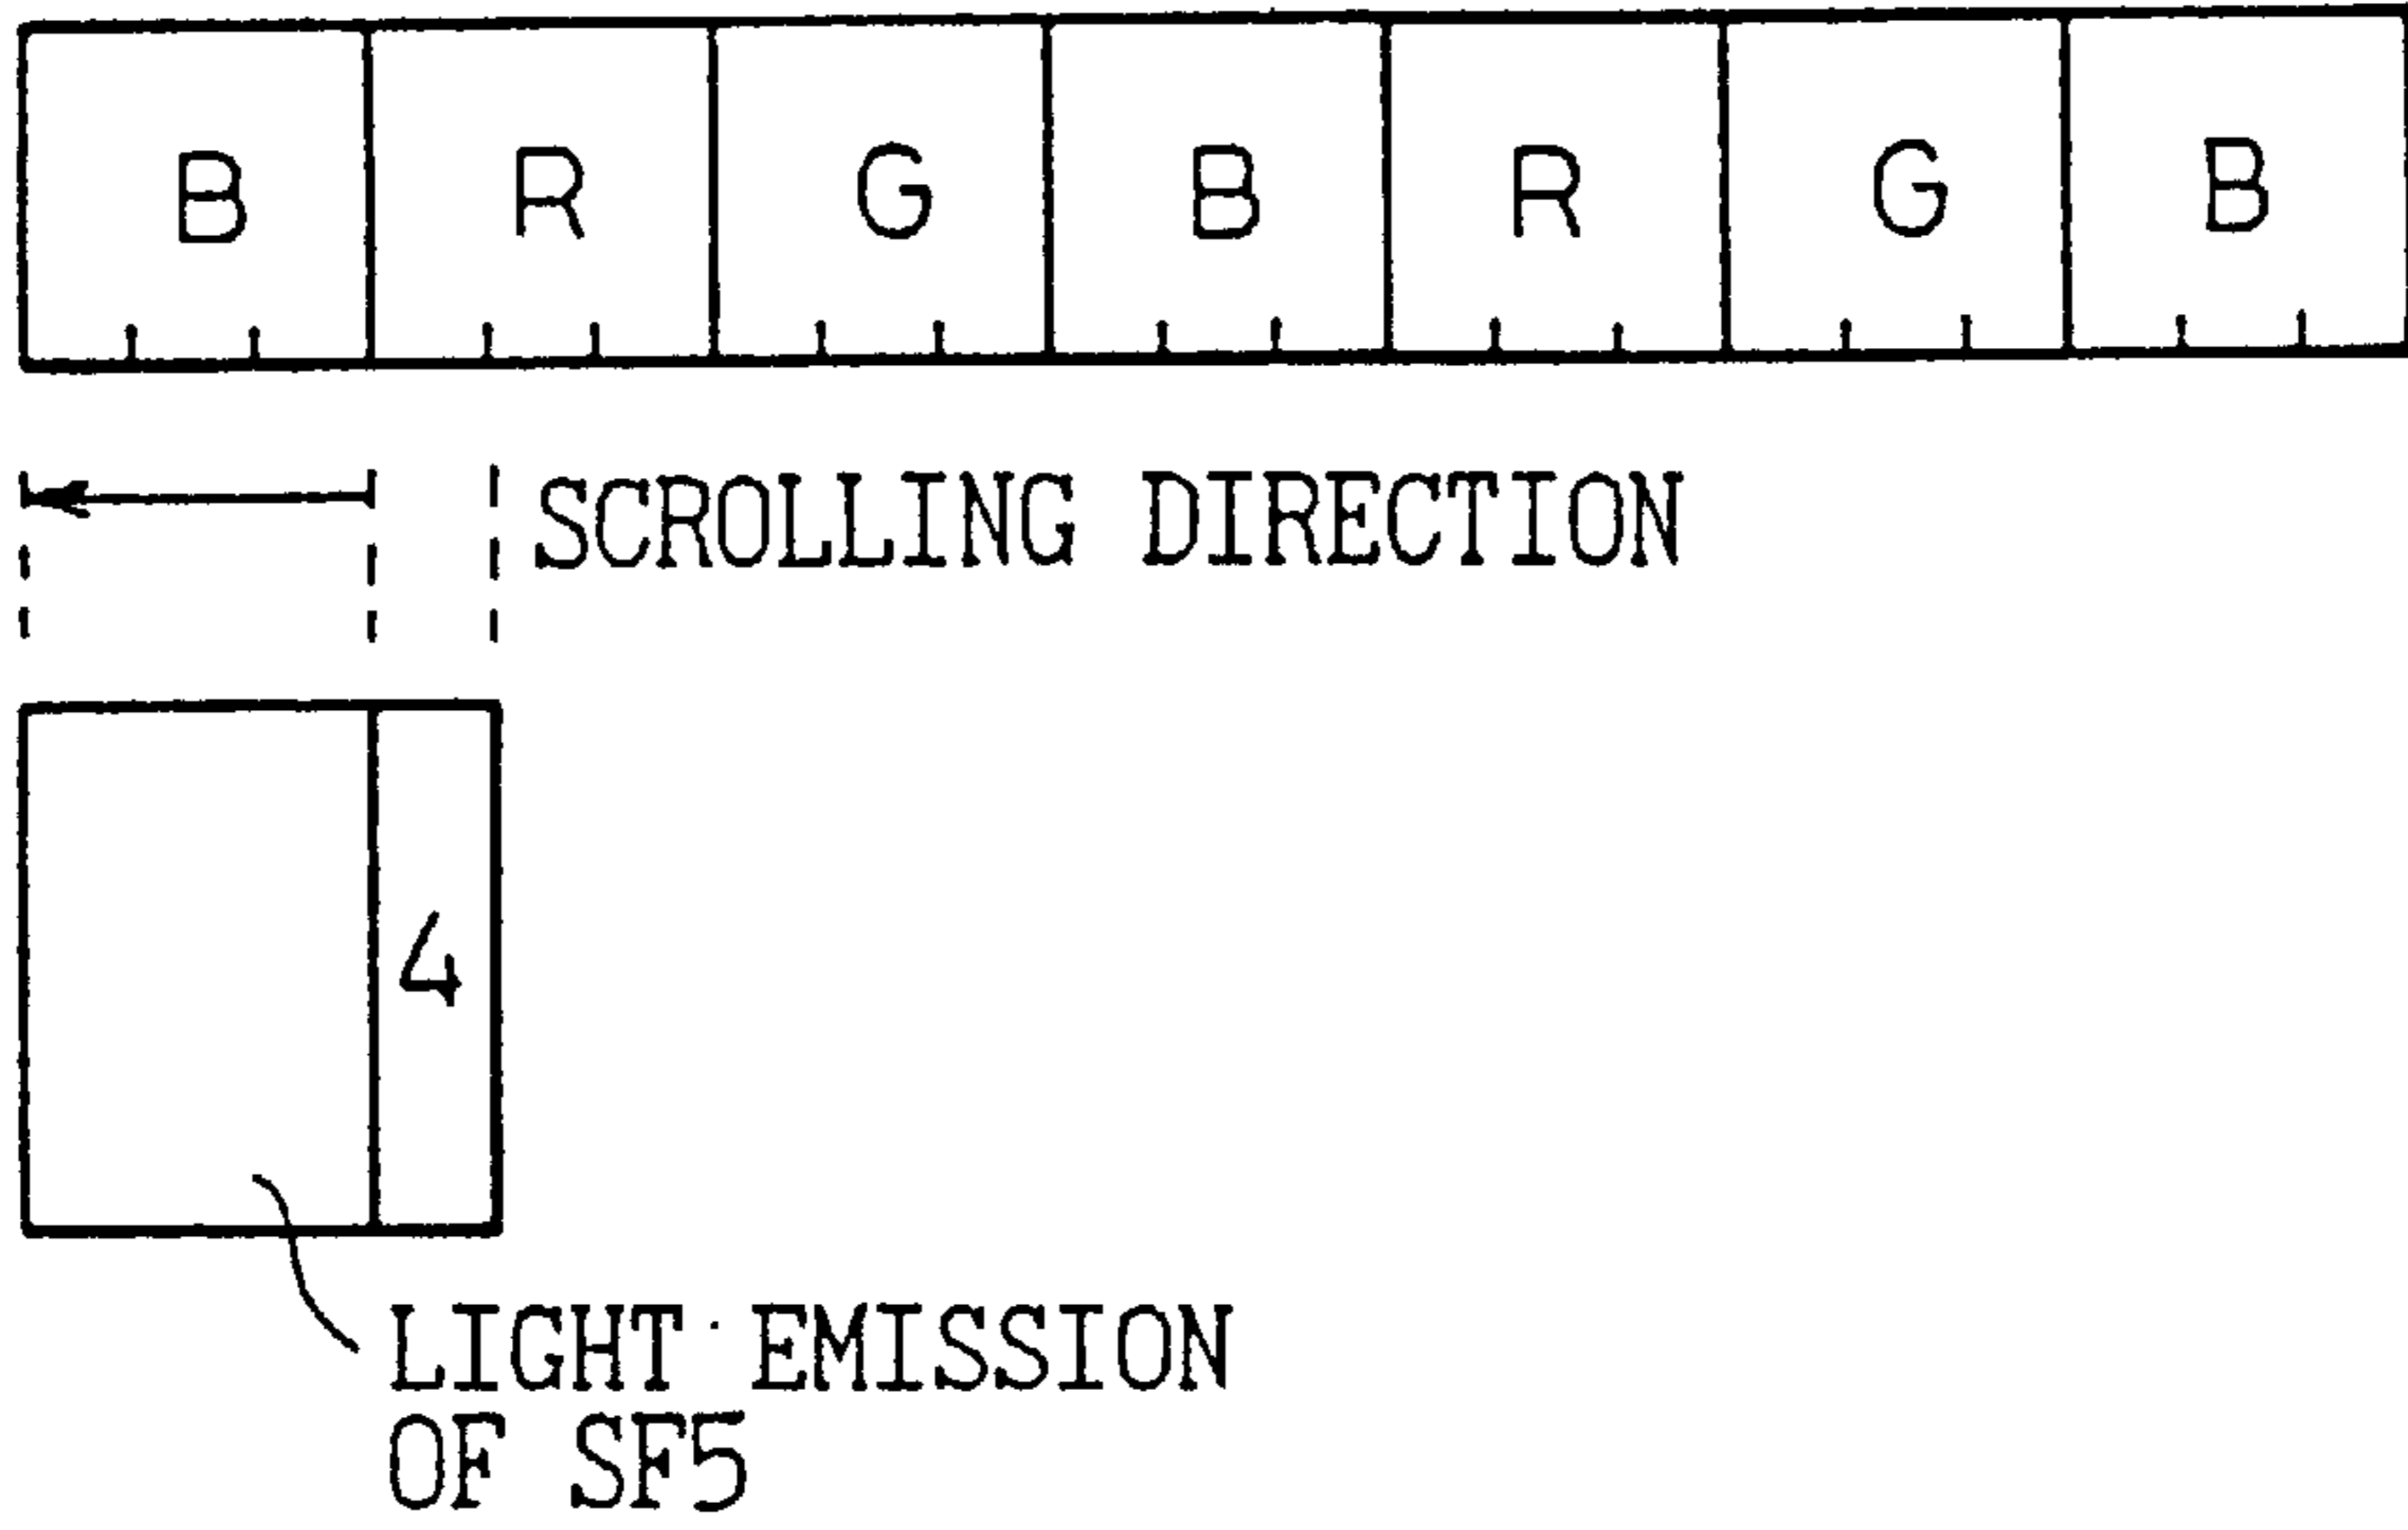 B R G B R G B
SCROLLING DIRECTION
4
LIGHT EMISSION
OF SF5